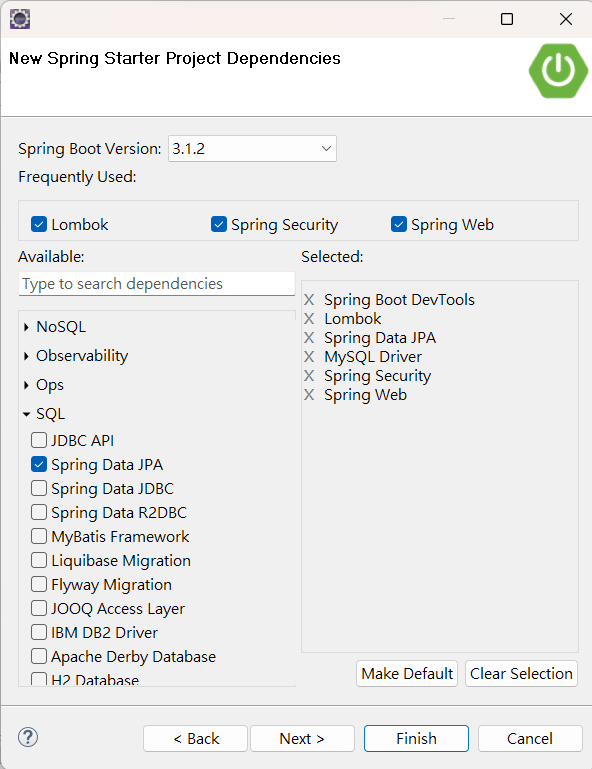 New Spring Starter Project Dependencies
Spring Boot Version: 3.1.2
Frequently Used:
Lombok Spring Security Spring Web
Available:
Type to search dependencies
NoSQL
Observability
Ops
SQL
JDBC API
Spring Data JPA
Spring Data JDBC
Spring Data R2DBC
MyBatis Framework
Liquibase Migration
Flyway Migration
JOOQ Access Layer
IBM DB2 Driver
Apache Derby Database
H2 Database
Selected:
X Spring Boot DevTools
X Lombok
X Spring Data JPA
X MySQL Driver
X Spring Security
X Spring Web
Make Default Clear Selection
? < Back Next > Finish Cancel